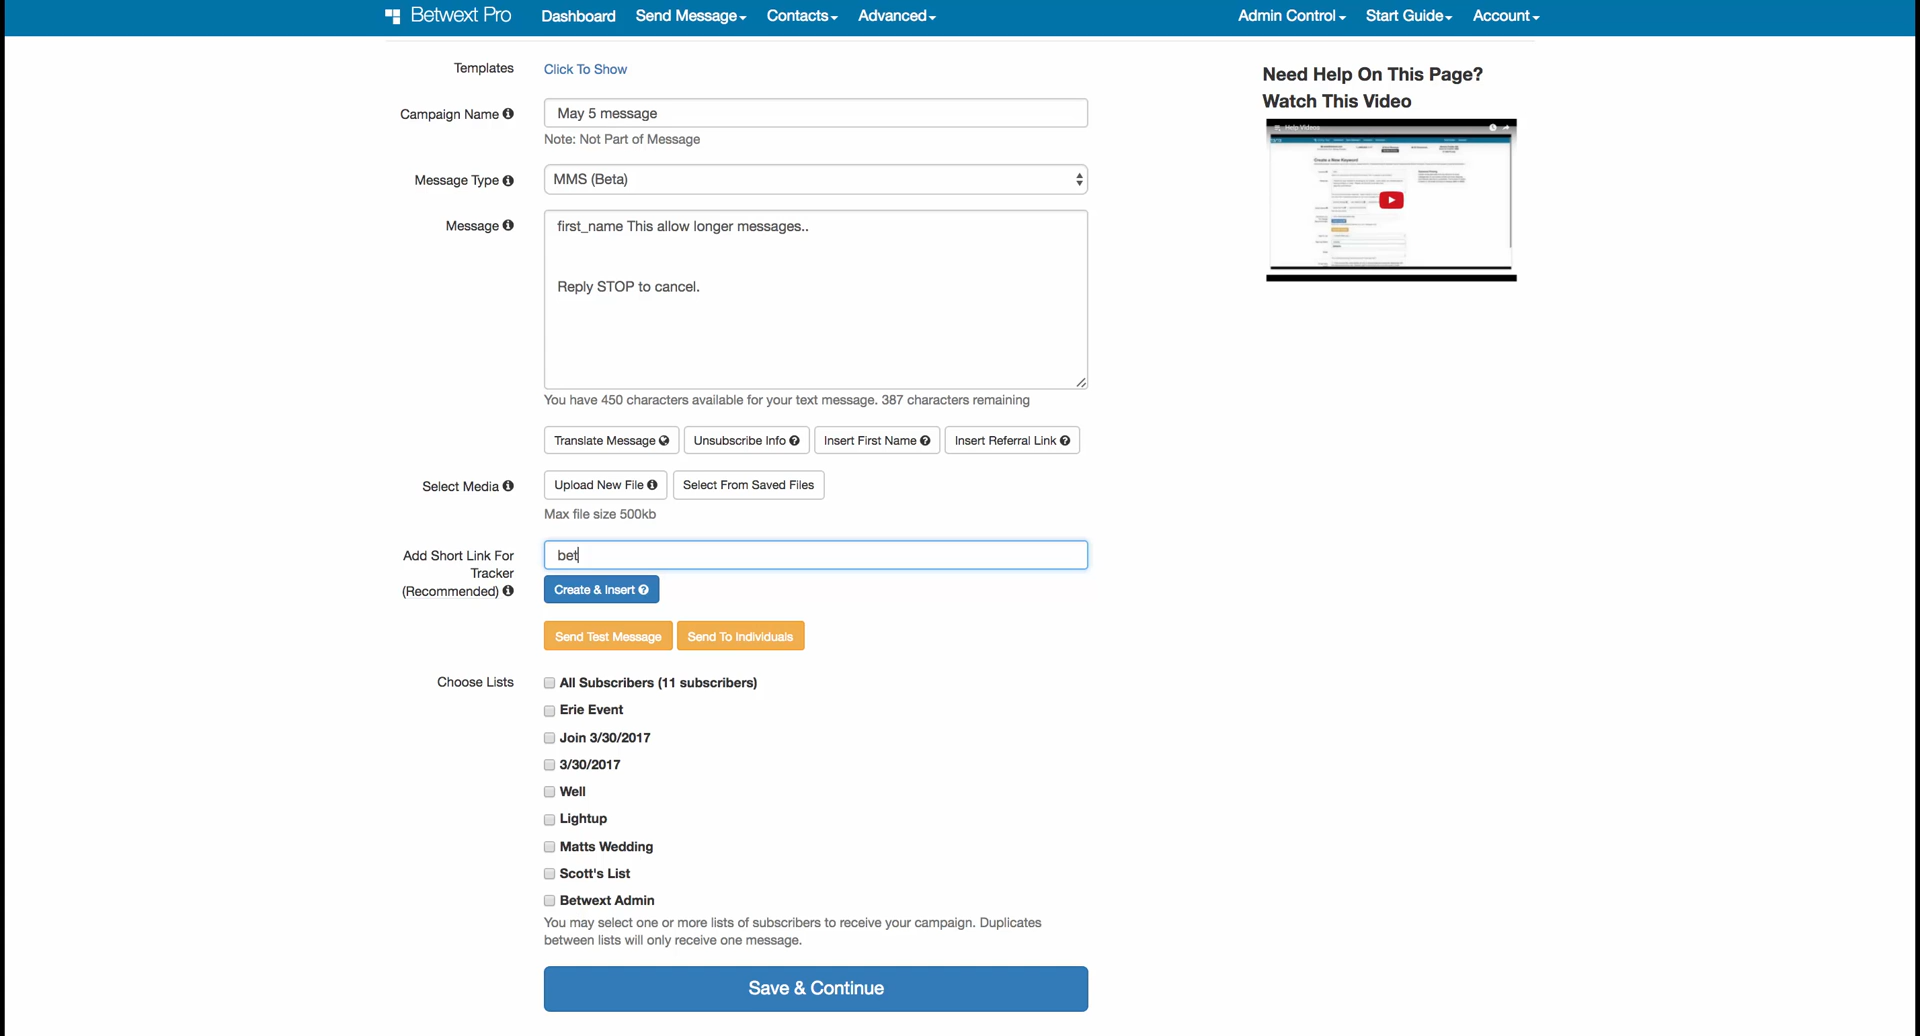 Betwext Pro Dashboard Send Message Contacts Advanced Admin Control Start Guide Account
Templates Click To Show
Need Help On This Page?
Watch This Video
Help Videos
Create a New Keyword
Campaign Name May 5 message
Note: Not Part of Message
Message Type MMS (Beta)
Message first_name This allow longer messages..
Reply STOP to cancel.
You have 450 characters available for your text message. 387 characters remaining
Translate Message Unsubscribe Info Insert First Name Insert Referral Link
Select Media Upload New File Select From Saved Files
Max file size 500kb
Add Short Link For
Tracker
(Recommended)
bet
Create & Insert
Send Test Message Send To Individuals
Choose Lists All Subscribers (11 subscribers)
Erie Event
Join 3/30/2017
3/30/2017
Well
Lightup
Matts Wedding
Scott's List
Betwext Admin
You may select one or more lists of subscribers to receive your campaign. Duplicates
between lists will only receive one message.
Save & Continue